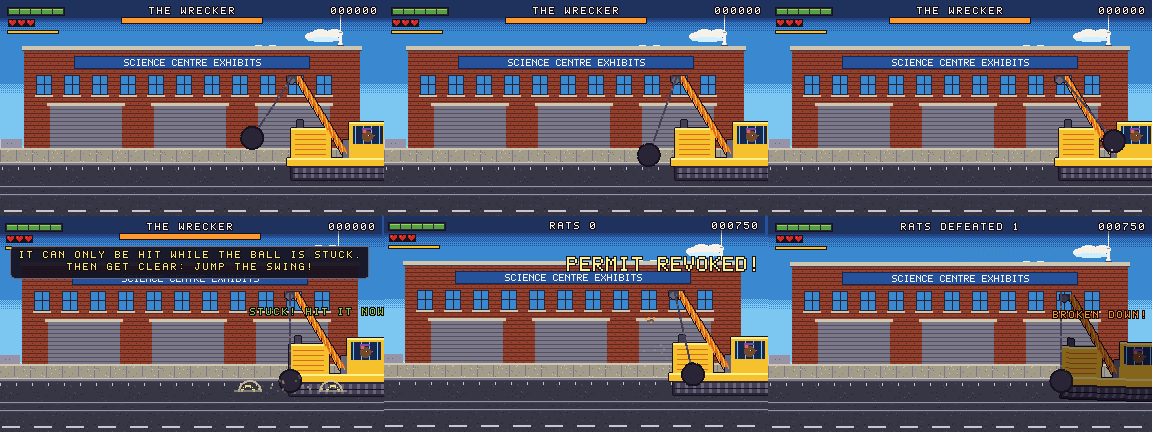 THE WRECKER
000000
SCIENCE CENTRE EXHIBITS
THE WRECKER
000000
SCIENCE CENTRE EXHIBITS
THE WRECKER
000000
SCIENCE CENTRE EXHIBITS
THE WRECKER
000000
IT CAN ONLY BE HIT WHILE THE BALL IS STUCK.
THEN GET CLEAR: JUMP THE SWING!
SCIENCE CENTRE EXHIBITS
STUCK! HIT IT NOW
RATS 0
000750
PERMIT REVOKED!
SCIENCE CENTRE EXHIBITS
RATS DEFEATED 1
000750
SCIENCE CENTRE EXHIBITS
BROKEN DOWN!